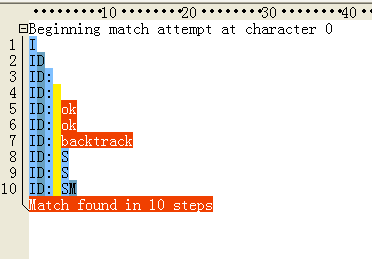 10 20 30 40
Beginning match attempt at character 0
1 I
2 ID
3 ID:
4 ID:
5 ID: ok
6 ID: ok
7 ID: backtrack
8 ID: S
9 ID: S
10 ID: SM
Match found in 10 steps